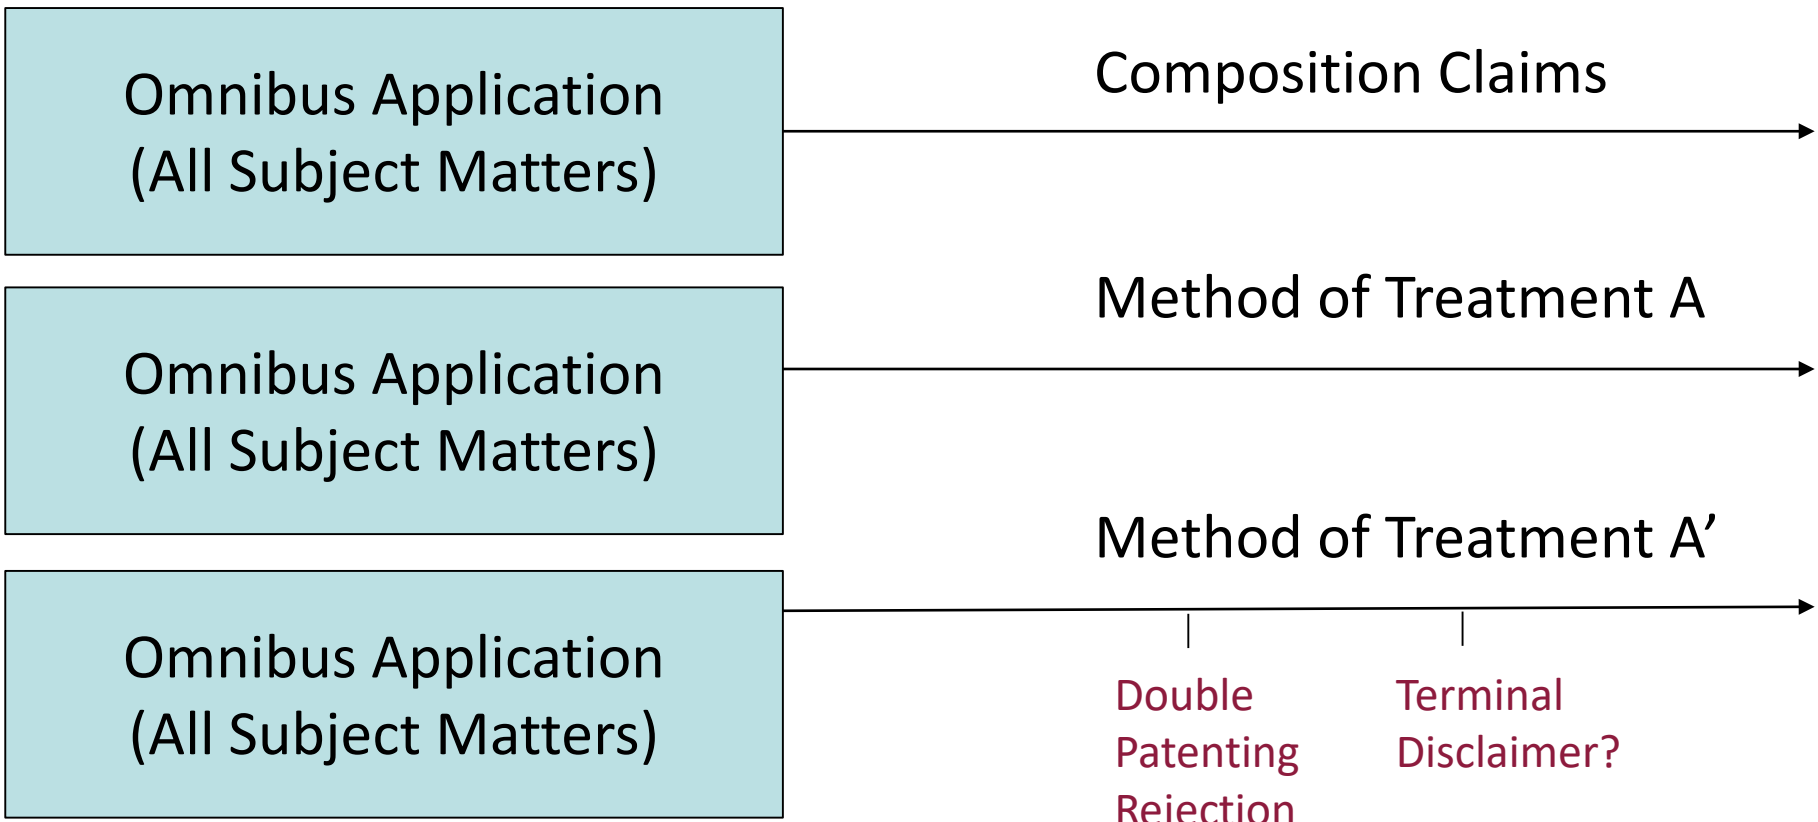 Omnibus Application
(All Subject Matters)
Composition Claims
Omnibus Application
(All Subject Matters)
Method of Treatment A
Omnibus Application
(All Subject Matters)
Method of Treatment A’
Double
Patenting
Rejection
Terminal
Disclaimer?